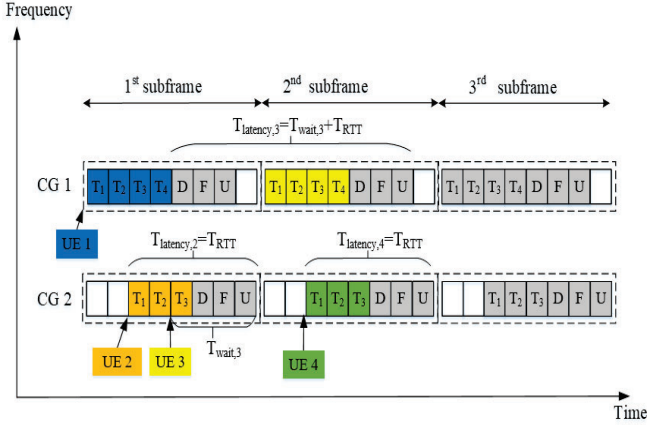 Frequency
1st subframe 2nd subframe 3rd subframe
Tlatency,3=Twait,3+TRTT
CG 1 T1 T2 T3 T4 D F U T1 T2 T3 T4 D F U T1 T2 T3 T4 D F U
UE 1 Tlatency,2=TRTT Tlatency,4=TRTT
CG 2 T1 T2 T3 D F U T1 T2 T3 D F U T1 T2 T3 D F U
Twait,3
UE 2 UE 3 UE 4
Time